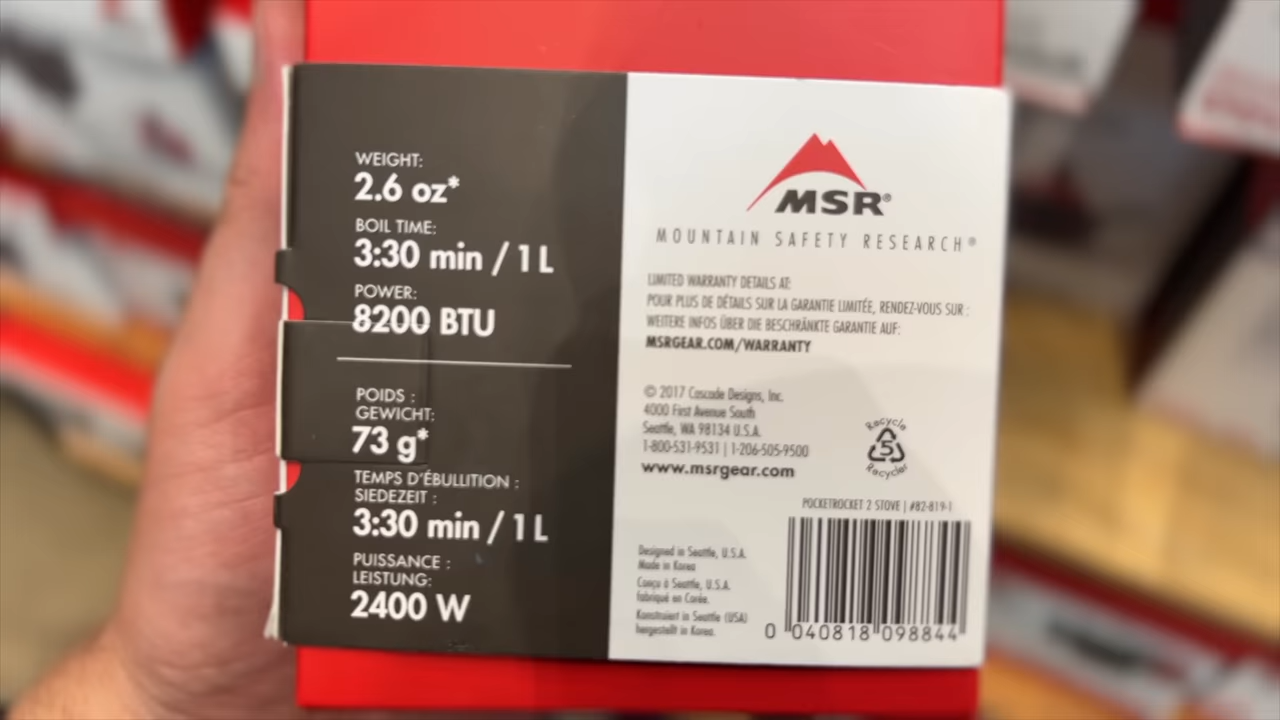 WEIGHT:
2.6 oz*
BOIL TIME:
3:30 min / 1 L
POWER:
8200 BTU
POIDS :
GEWICHT:
73 g*
TEMPS D'ÉBULLITION :
SIEDEZEIT :
3:30 min / 1 L
PUISSANCE :
LEISTUNG:
2400 W
MSR®
MOUNTAIN SAFETY RESEARCH®
LIMITED WARRANTY DETAILS AT:
POUR PLUS DE DÉTAILS SUR LA GARANTIE LIMITÉE, RENDEZ-VOUS SUR :
WEITERE INFOS ÜBER DIE BESCHRÄNKTE GARANTIE AUF:
MSRGEAR.COM/WARRANTY
© 2017 Cascade Designs, Inc.
4000 First Avenue South
Seattle, WA 98134 U.S.A.
1-800-531-9531 | 1-206-505-9500
www.msrgear.com
Recycle
5
Recycler
POCKETROCKET 2 STOVE | #82-819-1
Designed in Seattle, U.S.A.
Made in Korea
Conçu à Seattle, U.S.A.
fabriqué en Corée.
Konstruiert in Seattle (USA)
hergestellt in Korea.
0 040818 098844